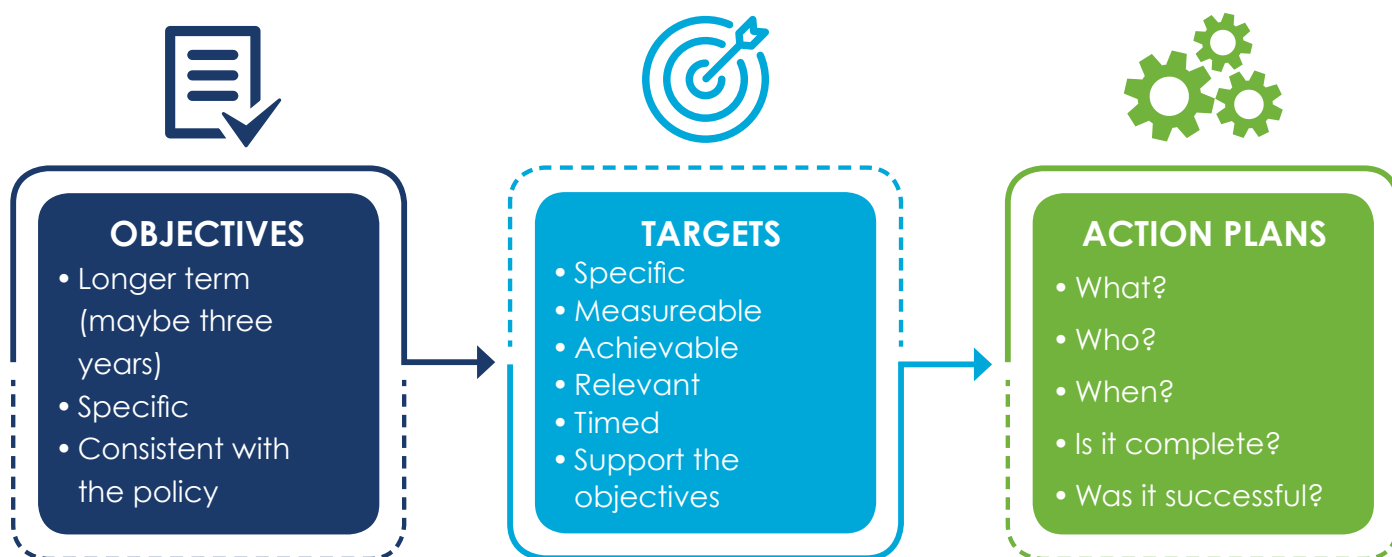 OBJECTIVES
• Longer term
(maybe three
years)
• Specific
• Consistent with
the policy
TARGETS
• Specific
• Measureable
• Achievable
• Relevant
• Timed
• Support the
objectives
ACTION PLANS
• What?
• Who?
• When?
• Is it complete?
• Was it successful?